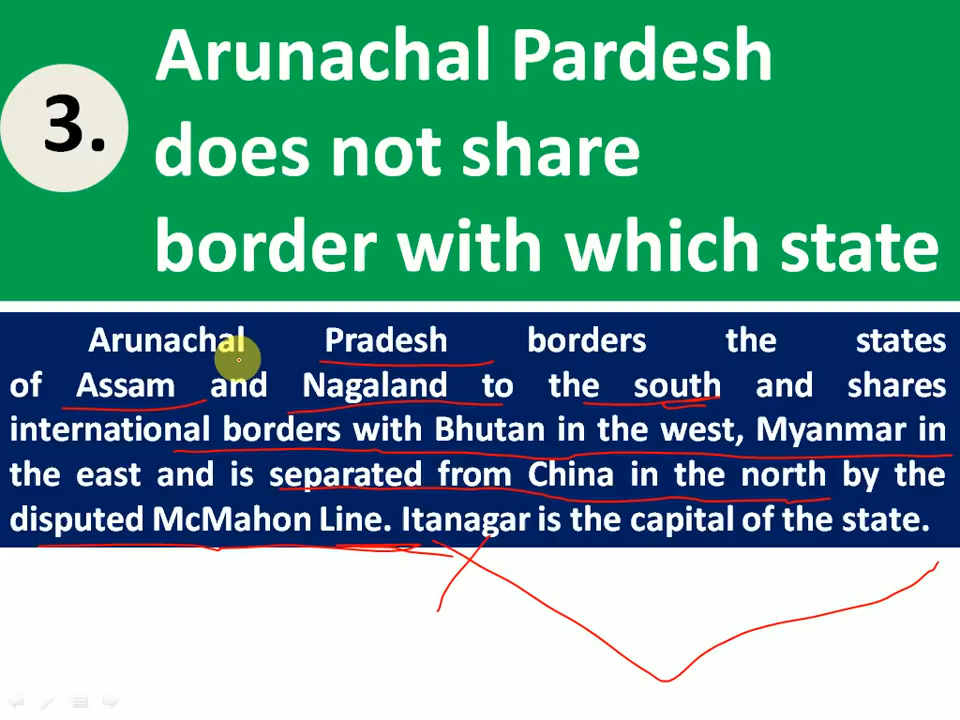 3.
Arunachal Pardesh
does not share
border with which state
Arunachal Pradesh borders the states
of Assam and Nagaland to the south and shares
international borders with Bhutan in the west, Myanmar in
the east and is separated from China in the north by the
disputed McMahon Line. Itanagar is the capital of the state.